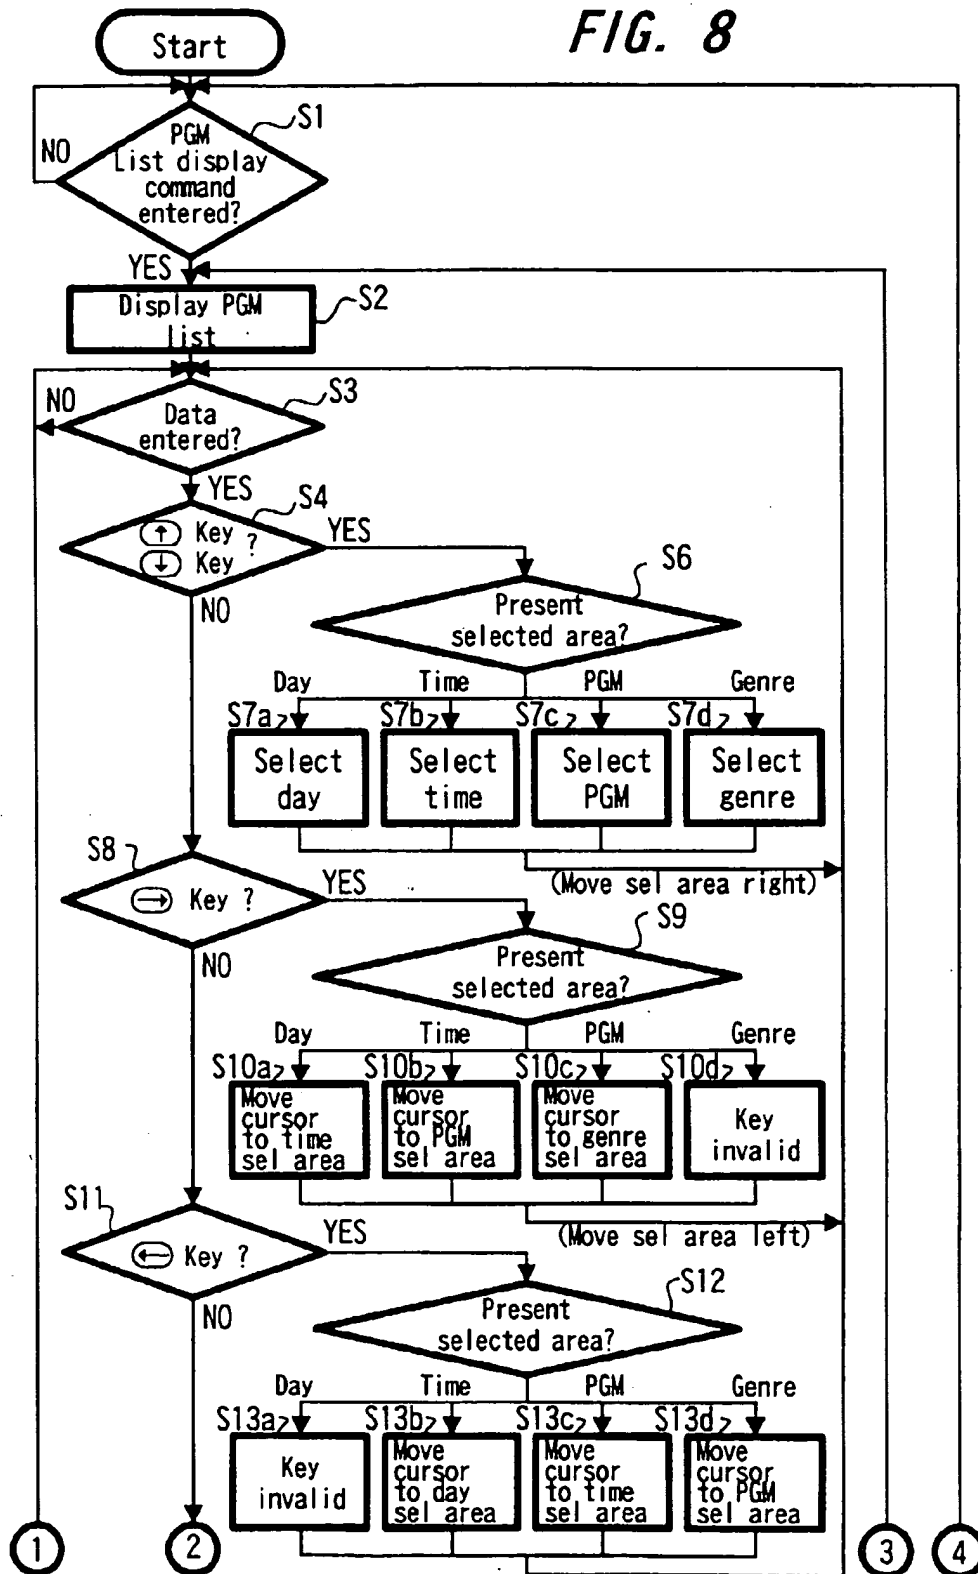 FIG. 8
Start
S1
NO
PGM
List display
command
entered?
YES
S2
Display PGM
list
S3
NO
Data
entered?
YES
S4
↑ Key ?
↓ Key
YES
NO
S6
Present
selected area?
Day Time PGM Genre
S7a S7b S7c S7d
Select
day
Select
time
Select
PGM
Select
genre
S8
→ Key ?
YES
(Move sel area right)
NO
S9
Present
selected area?
Day Time PGM Genre
S10a S10b S10c S10d
Move
cursor
to time
sel area
Move
cursor
to PGM
sel area
Move
cursor
to genre
sel area
Key
invalid
S11
← Key ?
YES
(Move sel area left)
NO
S12
Present
selected area?
Day Time PGM Genre
S13a S13b S13c S13d
Key
invalid
Move
cursor
to day
sel area
Move
cursor
to time
sel area
Move
cursor
to PGM
sel area
1 2 3 4